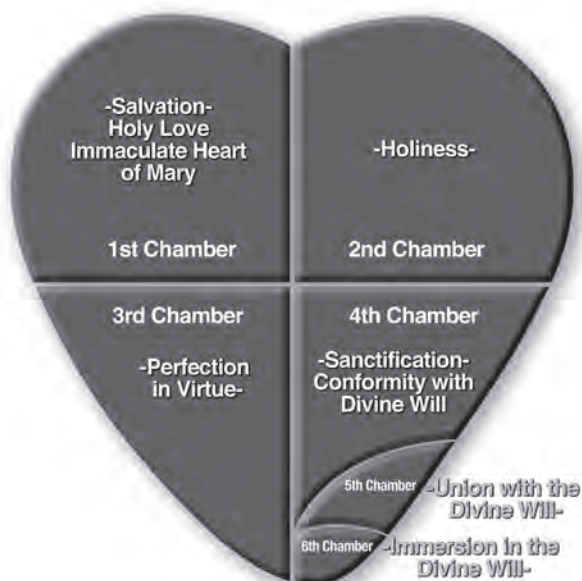 -Salvation-
Holy Love
Immaculate Heart
of Mary
1st Chamber
-Holiness-
2nd Chamber
3rd Chamber
-Perfection
in Virtue-
4th Chamber
-Sanctification-
Conformity with
Divine Will
5th Chamber
-Union with the
Divine Will-
6th Chamber
-Immersion in the
Divine Will-